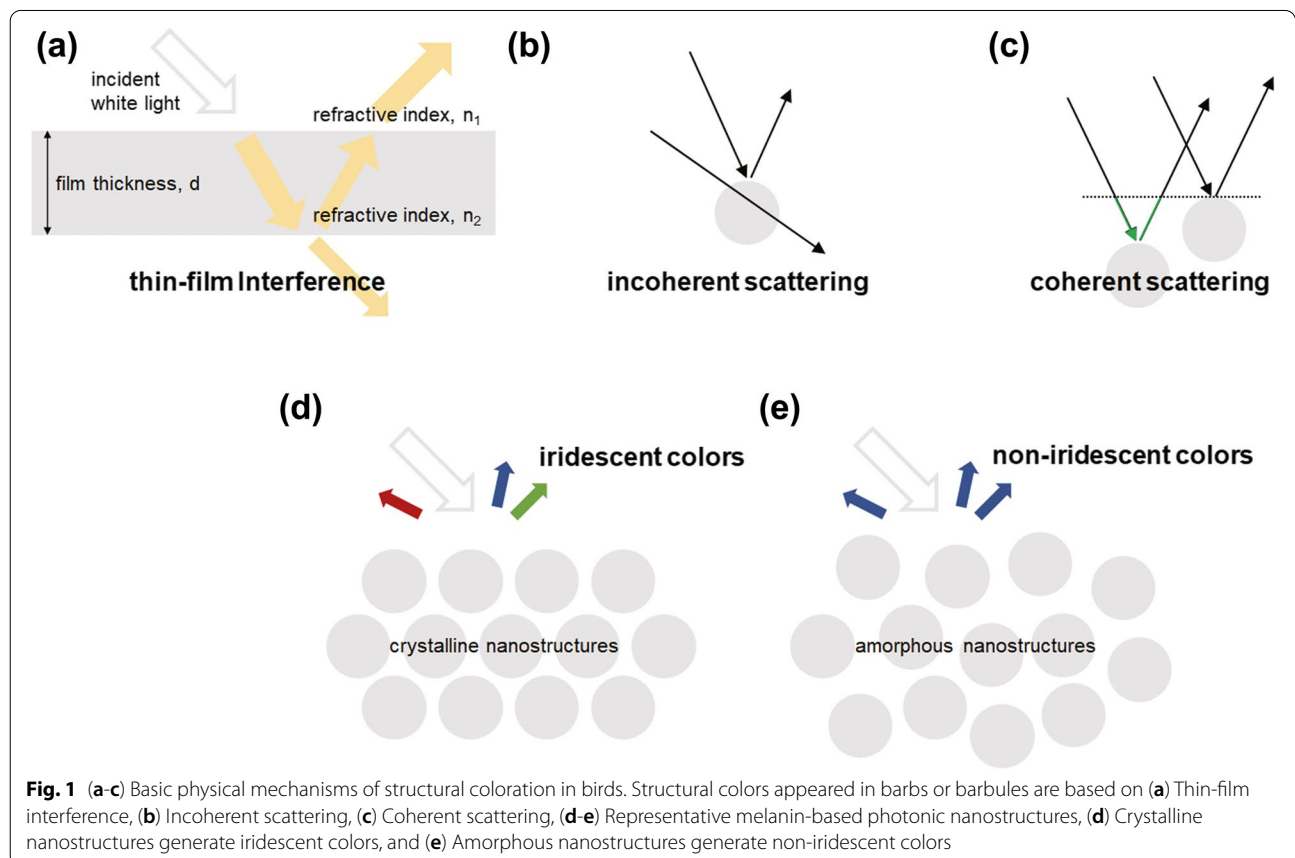 (a)
incident
white light
refractive index, n₁
film thickness, d
refractive index, n₂
thin-film Interference
(b)
incoherent scattering
(c)
coherent scattering
(d)
iridescent colors
crystalline nanostructures
(e)
non-iridescent colors
amorphous nanostructures
Fig. 1 (a-c) Basic physical mechanisms of structural coloration in birds. Structural colors appeared in barbs or barbules are based on (a) Thin-film
interference, (b) Incoherent scattering, (c) Coherent scattering, (d-e) Representative melanin-based photonic nanostructures, (d) Crystalline
nanostructures generate iridescent colors, and (e) Amorphous nanostructures generate non-iridescent colors